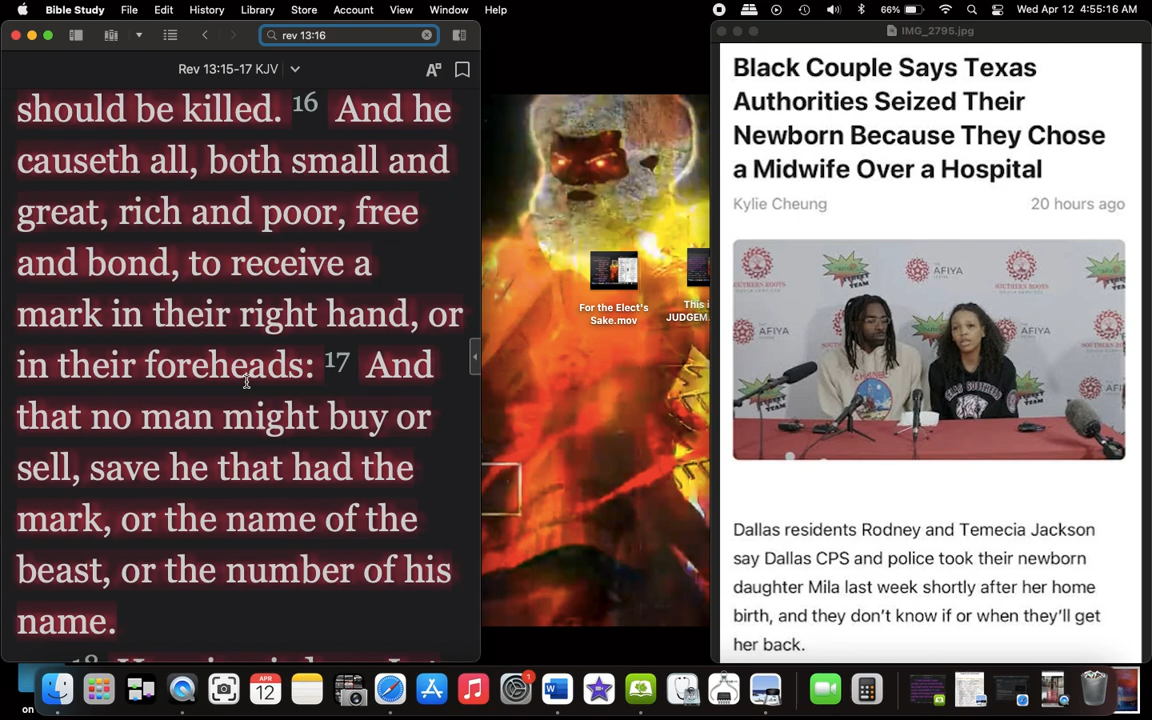 Bible Study File Edit History Library Store Account View Window Help
66% Wed Apr 12 4:55:16 AM
rev 13:16
IMG_2795.jpg
Rev 13:15-17 KJV
should be killed. 16 And he
causeth all, both small and
great, rich and poor, free
and bond, to receive a
mark in their right hand, or
in their foreheads: 17 And
that no man might buy or
sell, save he that had the
mark, or the name of the
beast, or the number of his
name.
For the Elect's
Sake.mov
This i
JUDGEM
Black Couple Says Texas
Authorities Seized Their
Newborn Because They Chose
a Midwife Over a Hospital
Kylie Cheung 20 hours ago
THE AFIYA
SOUTHERN ROOTS
CHANGE
Dallas residents Rodney and Temecia Jackson
say Dallas CPS and police took their newborn
daughter Mila last week shortly after her home
birth, and they don't know if or when they'll get
her back.
on
APR
12
1